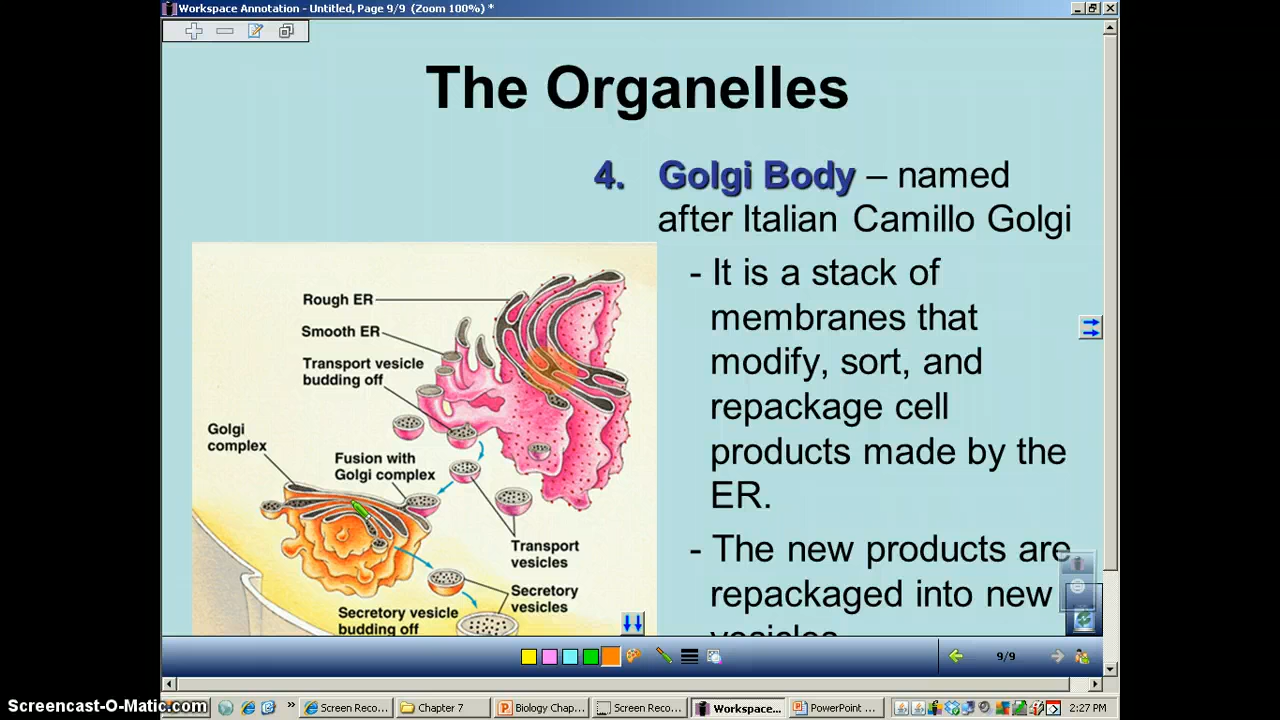 Workspace Annotation - Untitled, Page 9/9 (Zoom 100%) *
The Organelles
4. Golgi Body – named
after Italian Camillo Golgi
- It is a stack of
membranes that
modify, sort, and
repackage cell
products made by the
ER.
- The new products are
repackaged into new
vesicles
Rough ER
Smooth ER
Transport vesicle
budding off
Golgi
complex
Fusion with
Golgi complex
Transport
vesicles
Secretory
vesicles
Secretory vesicle
budding off
9/9
Screencast-O-Matic.com
»
Screen Reco...
Chapter 7
Biology Chap...
Screen Reco...
Workspace...
PowerPoint ...
2:27 PM